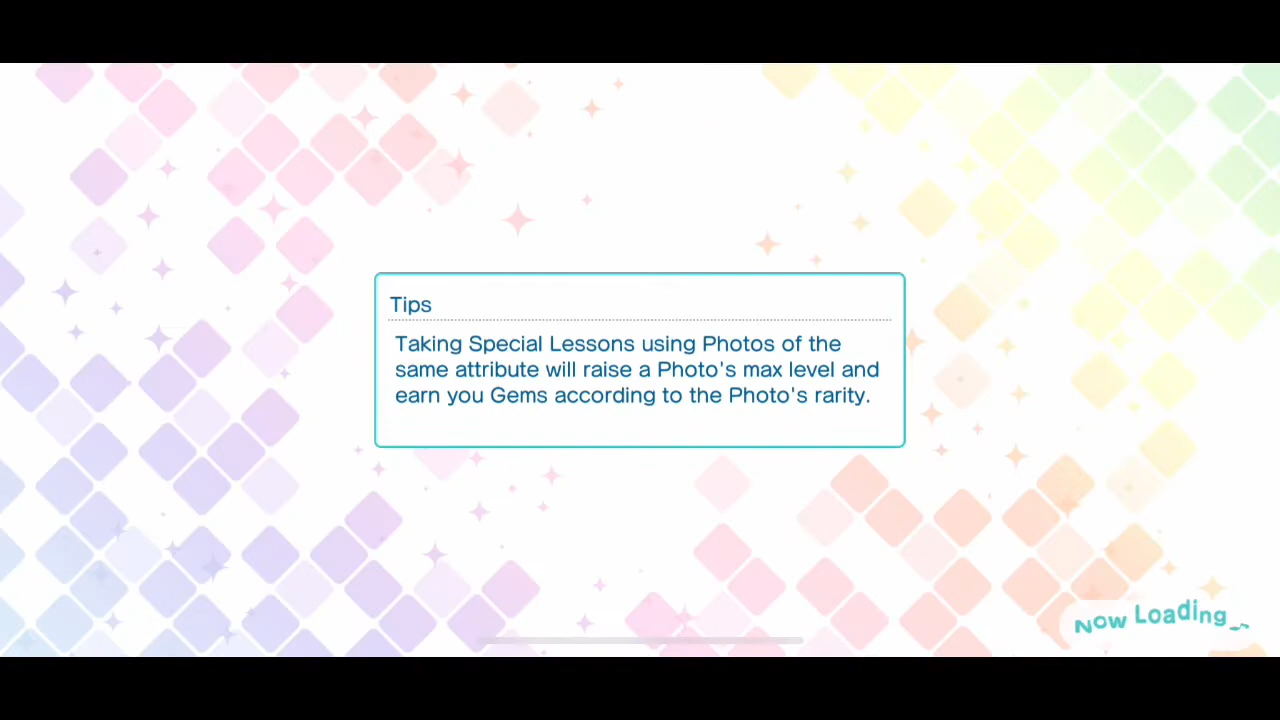 Tips
Taking Special Lessons using Photos of the
same attribute will raise a Photo's max level and
earn you Gems according to the Photo's rarity.
Now Loading